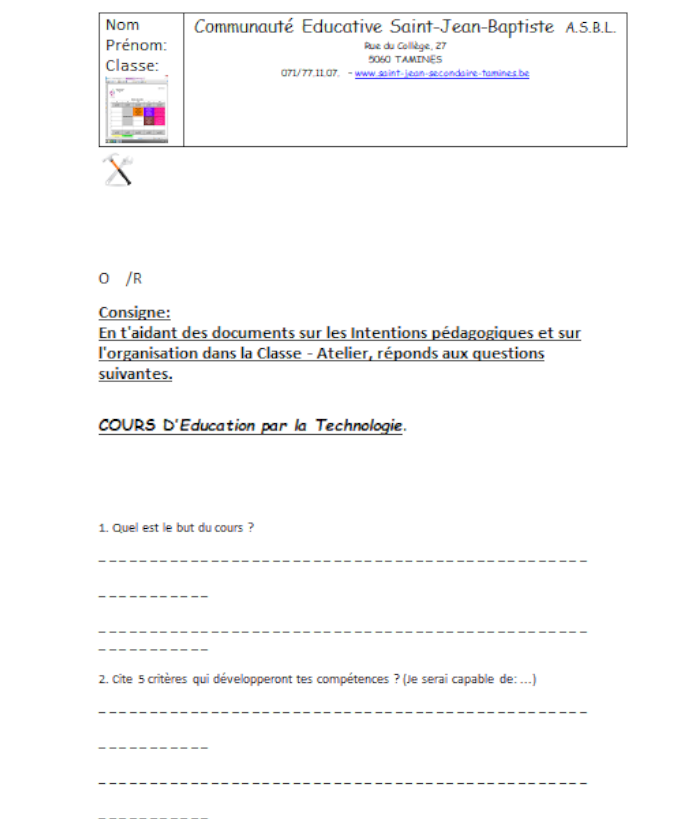 Nom
Prénom:
Classe:
Communauté Educative Saint-Jean-Baptiste A.S.B.L.
Rue du Collège, 27
5060 TAMINES
071/77.11.07. - www.saint-jean-secondaire-tamines.be
O /R
Consigne:
En t'aidant des documents sur les Intentions pédagogiques et sur
l'organisation dans la Classe - Atelier, réponds aux questions
suivantes.
COURS D'Education par la Technologie.
1. Quel est le but du cours ?
2. Cite 5 critères qui développeront tes compétences ? (Je serai capable de: ...)